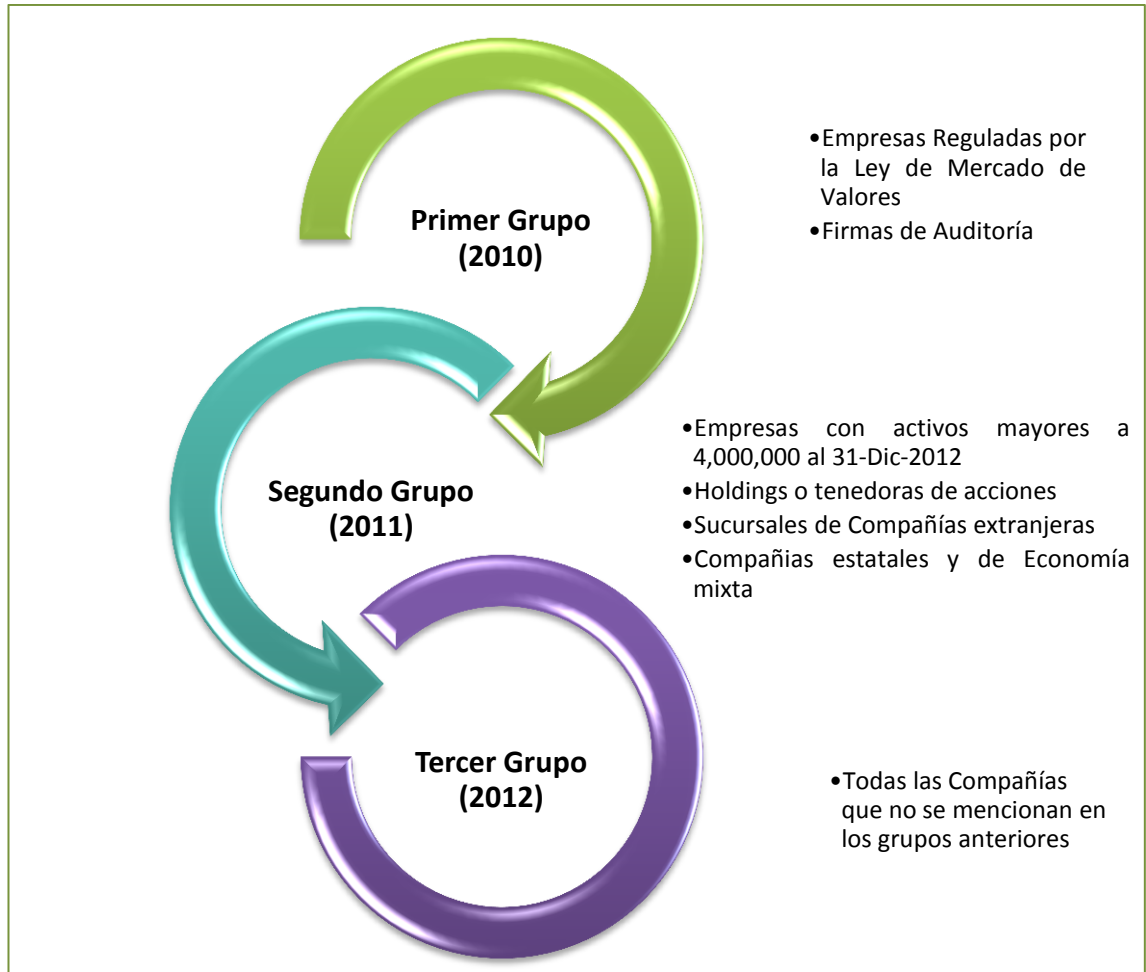 Primer Grupo
(2010)
•Empresas Reguladas por
la Ley de Mercado de
Valores
•Firmas de Auditoría
Segundo Grupo
(2011)
•Empresas con activos mayores a
4,000,000 al 31-Dic-2012
•Holdings o tenedoras de acciones
•Sucursales de Compañías extranjeras
•Compañias estatales y de Economía
mixta
Tercer Grupo
(2012)
•Todas las Compañías
que no se mencionan en
los grupos anteriores